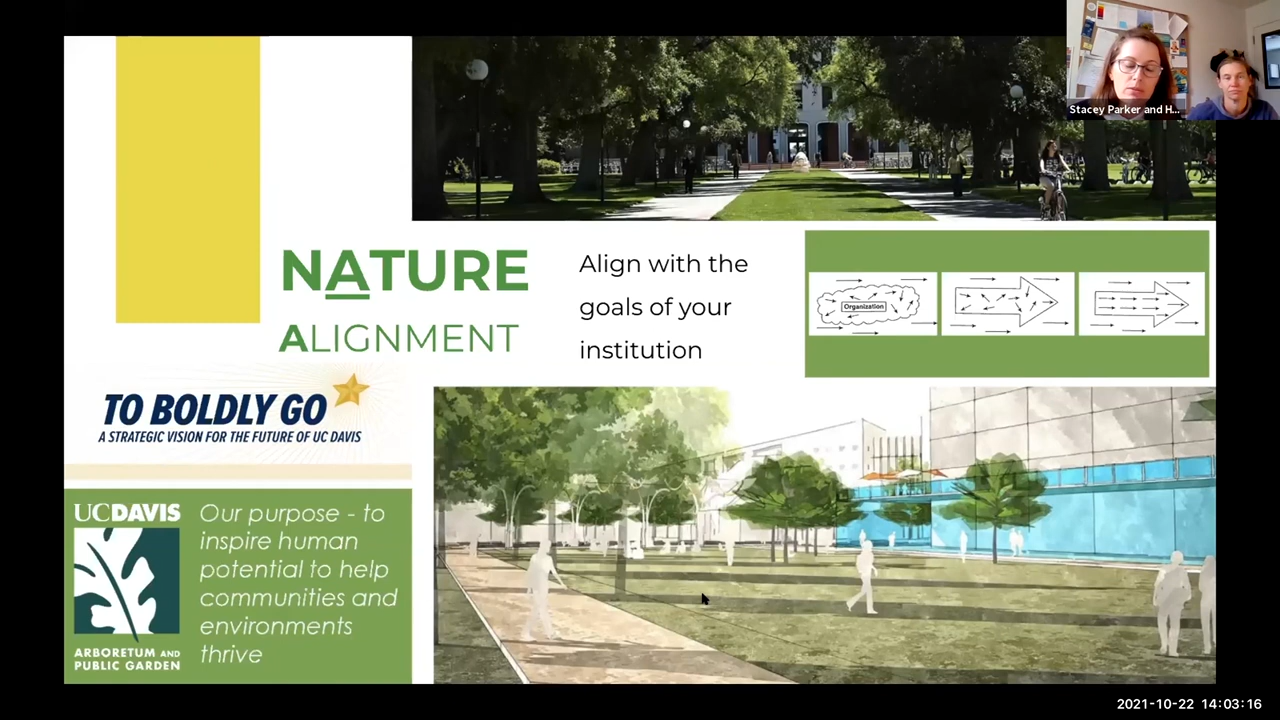 Stacey Parker and H...
NATURE
ALIGNMENT
Align with the
goals of your
institution
Organization
TO BOLDLY GO
A STRATEGIC VISION FOR THE FUTURE OF UC DAVIS
UCDAVIS
ARBORETUM AND
PUBLIC GARDEN
Our purpose - to
inspire human
potential to help
communities and
environments
thrive
2021-10-22 14:03:16